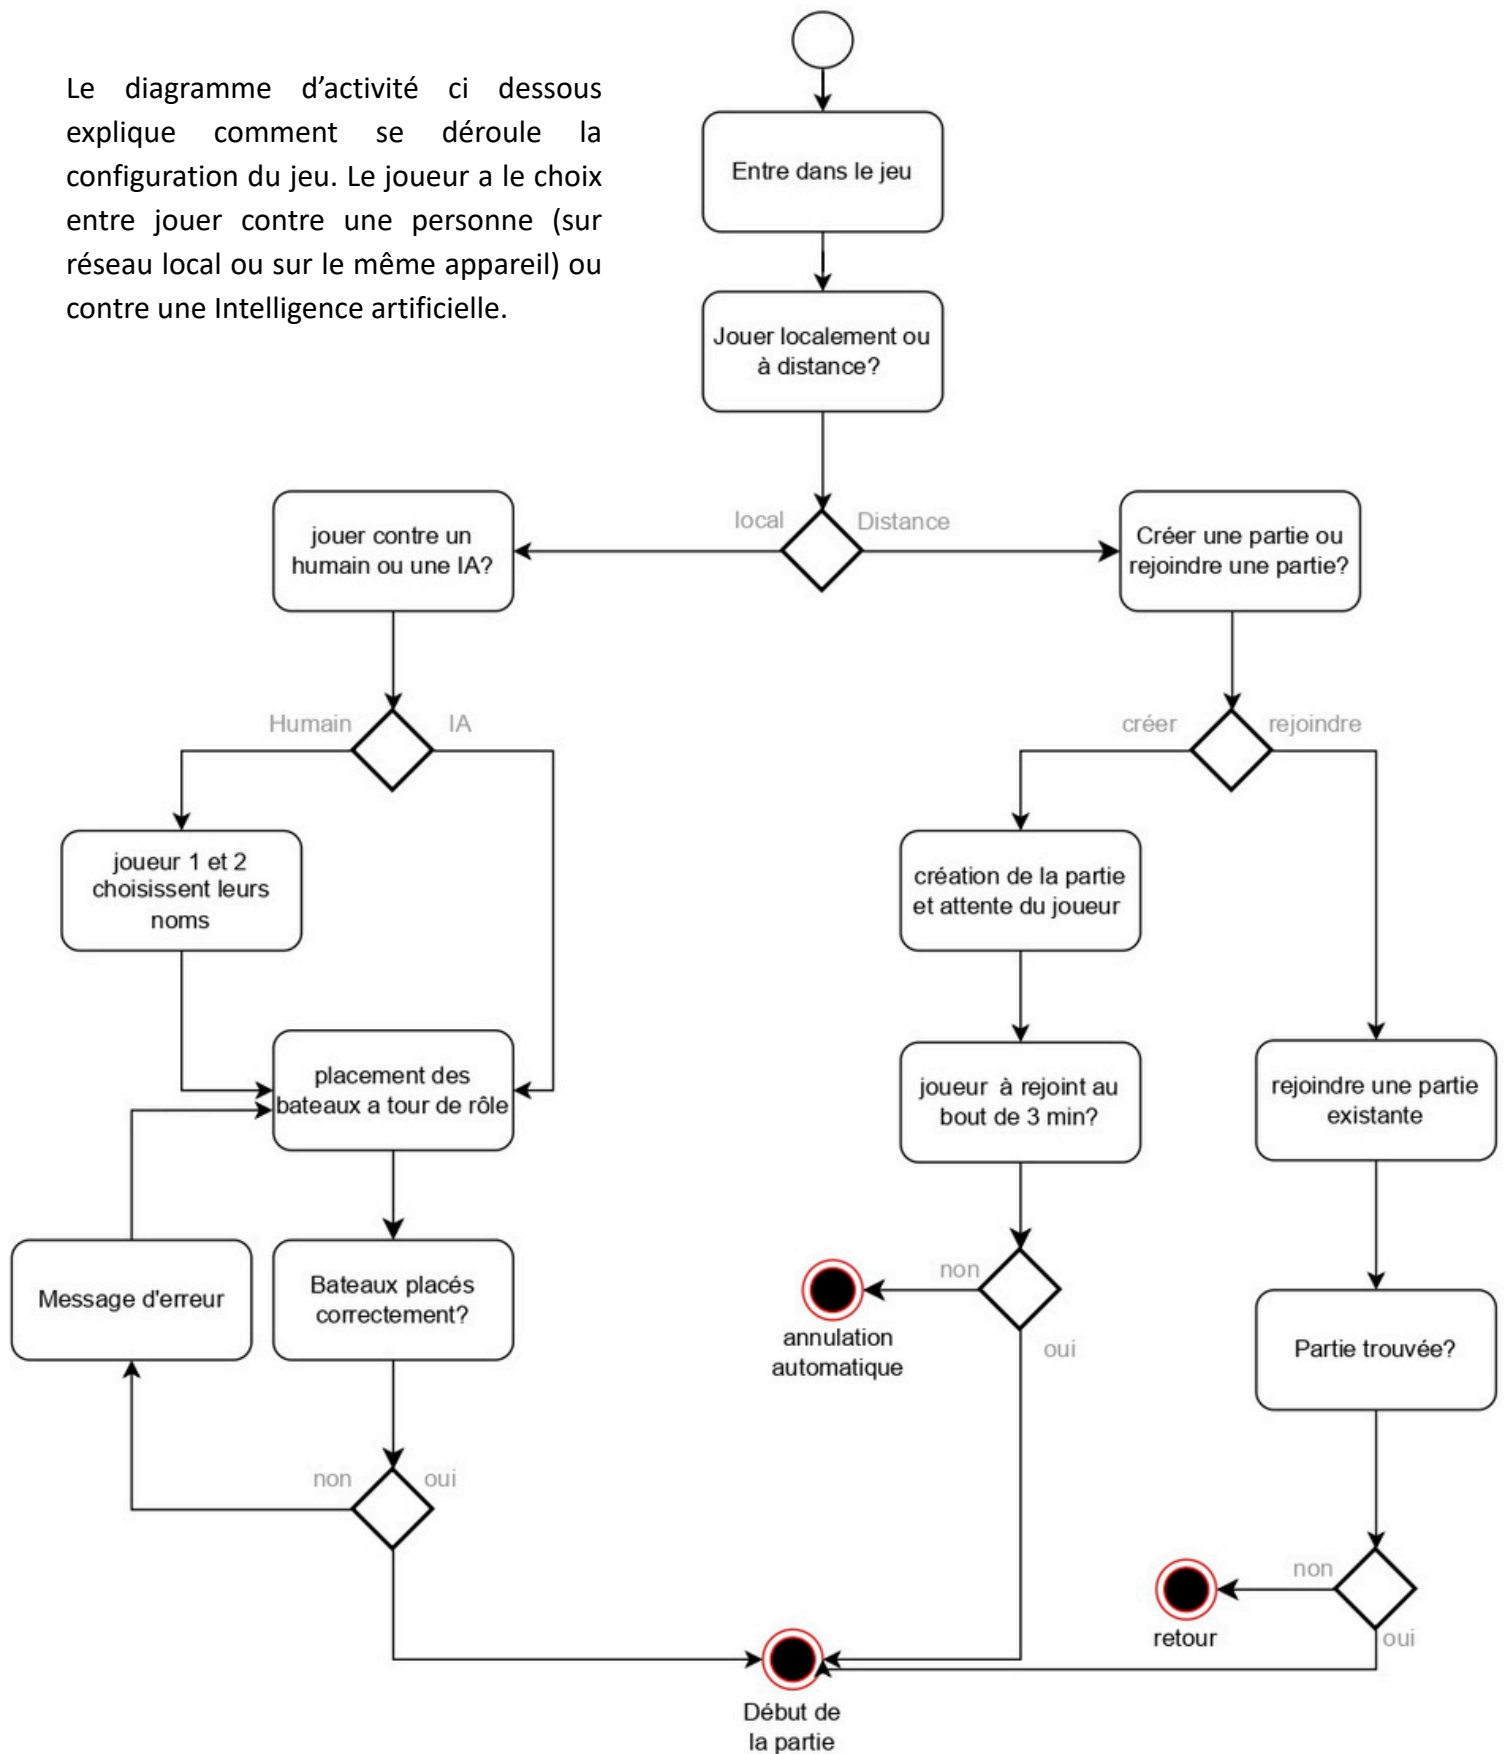 Le diagramme d’activité ci dessous
explique comment se déroule la
configuration du jeu. Le joueur a le choix
entre jouer contre une personne (sur
réseau local ou sur le même appareil) ou
contre une Intelligence artificielle.
Entre dans le jeu
Jouer localement ou
à distance?
local
Distance
jouer contre un
humain ou une IA?
Créer une partie ou
rejoindre une partie?
Humain
IA
créer
rejoindre
joueur 1 et 2
choisissent leurs
noms
création de la partie
et attente du joueur
placement des
bateaux a tour de rôle
joueur à rejoint au
bout de 3 min?
rejoindre une partie
existante
Message d'erreur
Bateaux placés
correctement?
non
annulation
automatique
oui
Partie trouvée?
non
oui
non
retour
oui
Début de
la partie